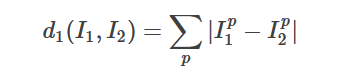 d₁(I₁, I₂) = ∑ₚ |I₁ᵖ − I₂ᵖ|